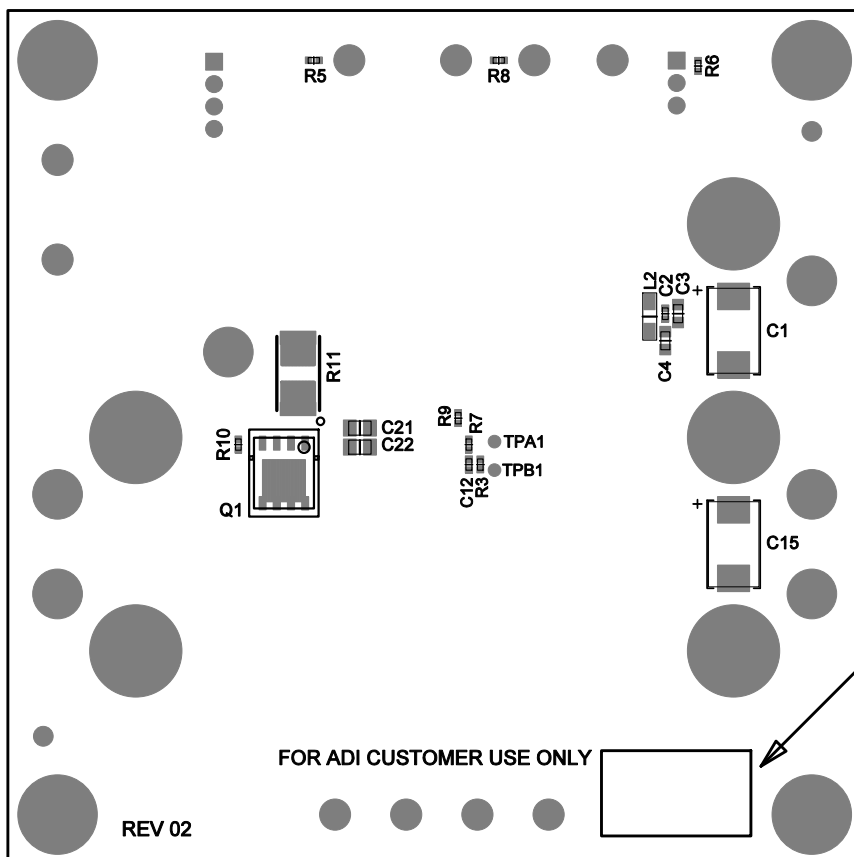 R5
R8
R6
L2
C2
C3
+
C1
C4
R11
R9
R7
C21
TPA1
R10
C22
C12
R3
TPB1
Q1
+
C15
FOR ADI CUSTOMER USE ONLY
REV 02